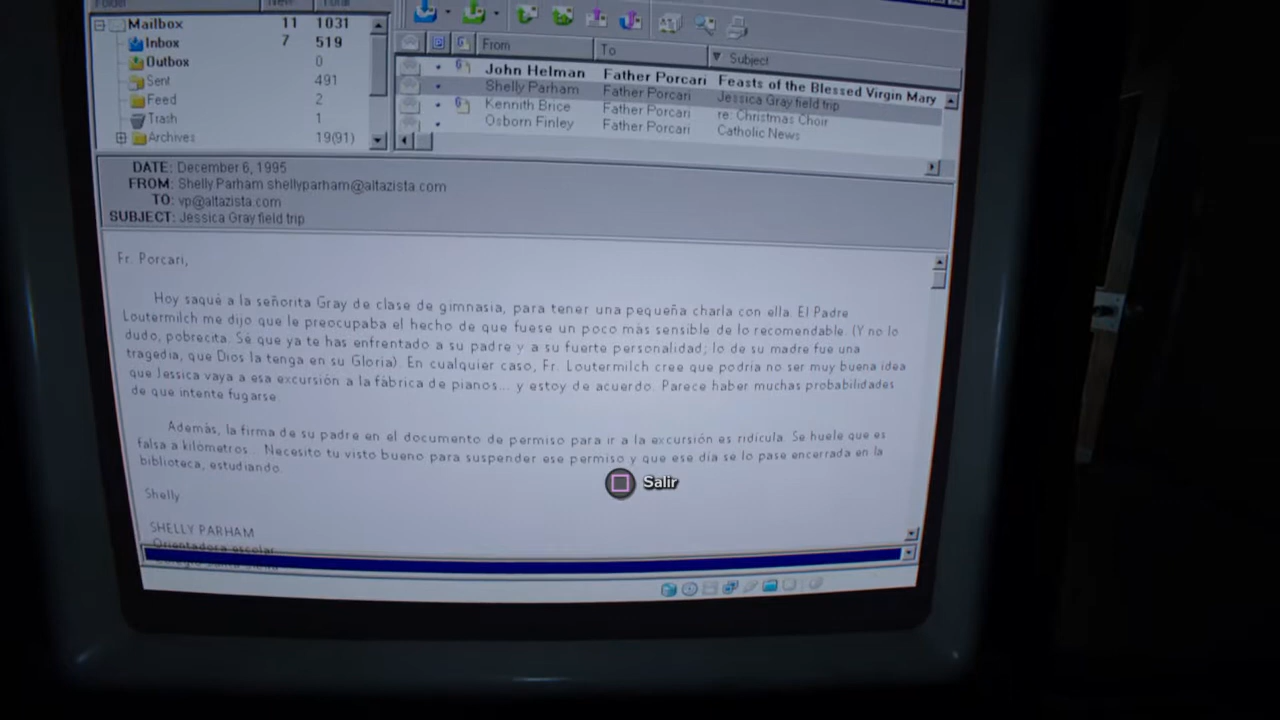 Mailbox 11 1031
Inbox 7 519
Outbox 0
Sent 491
Feed 2
Trash 1
Archives 19(91)
From To Subject
John Helman Father Porcari Feasts of the Blessed Virgin Mary
Shelly Parham Father Porcari Jessica Gray field trip
Kennith Brice Father Porcari re: Christmas Choir
Osborn Finley Father Porcari Catholic News
DATE: December 6, 1995
FROM: Shelly Parham shellyparham@altazista.com
TO: vp@altazista.com
SUBJECT: Jessica Gray field trip
Fr. Porcari,
Hoy saqué a la señorita Gray de clase de gimnasia, para tener una pequeña charla con ella. El Padre
Loutermilch me dijo que le preocupaba el hecho de que fuese un poco más sensible de lo recomendable. (Y no lo
dudo, pobrecita. Sé que ya te has enfrentado a su padre y a su fuerte personalidad; lo de su madre fue una
tragedia, que Dios la tenga en su Gloria). En cualquier caso, Fr. Loutermilch cree que podría no ser muy buena idea
que Jessica vaya a esa excursión a la fábrica de pianos... y estoy de acuerdo. Parece haber muchas probabilidades
de que intente fugarse.
Además, la firma de su padre en el documento de permiso para ir a la excursión es ridícula. Se huele que es
falsa a kilómetros. Necesito tu visto bueno para suspender ese permiso y que ese día se lo pase encerrada en la
biblioteca, estudiando.
Salir
Shelly
SHELLY PARHAM
Orientadora escolar